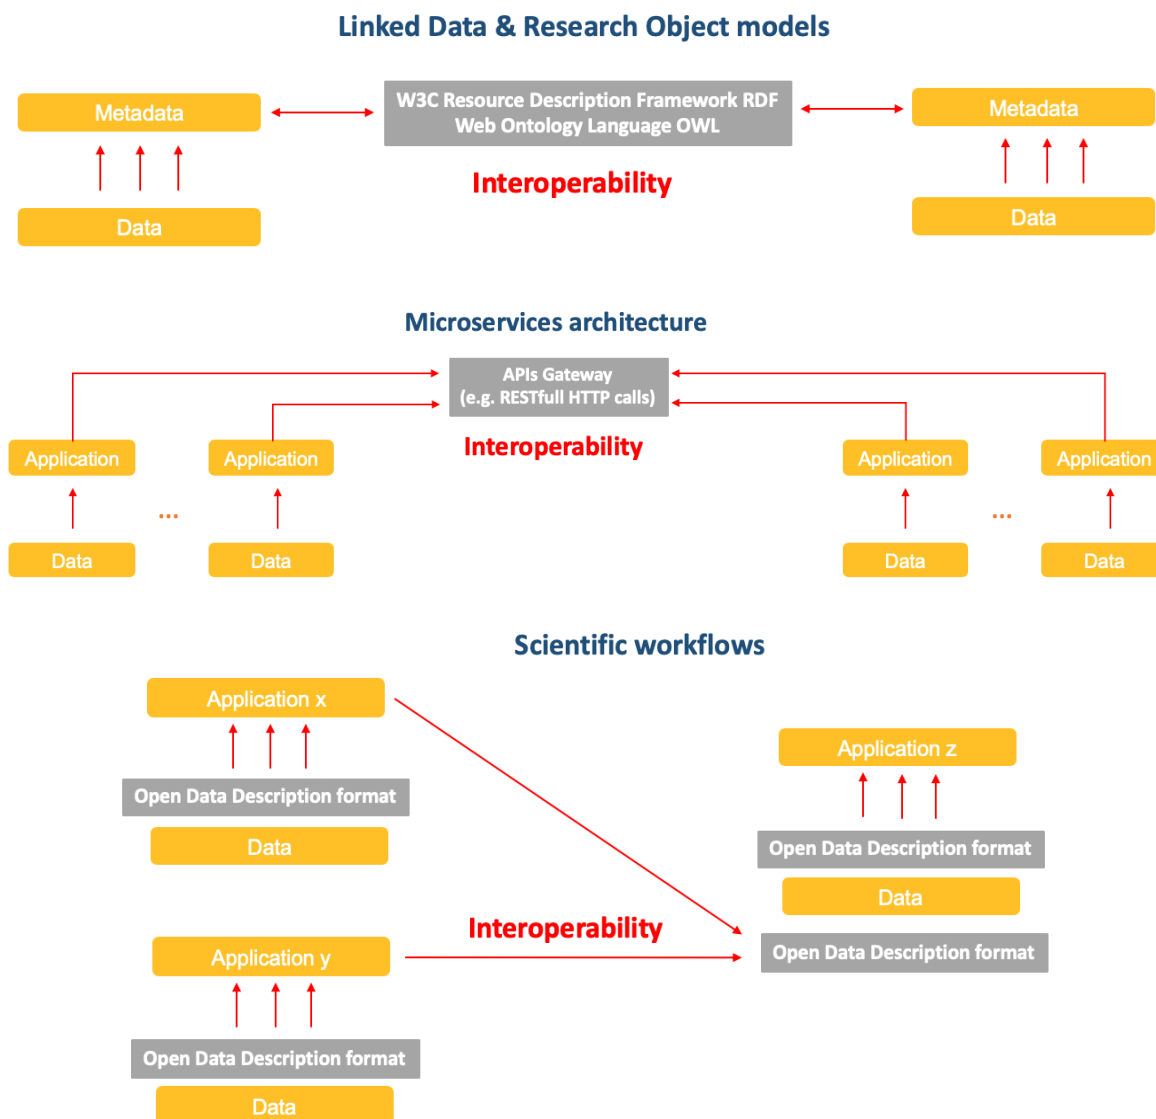 Linked Data & Research Object models
Metadata
W3C Resource Description Framework RDF
Web Ontology Language OWL
Metadata
Interoperability
Data
Data
Microservices architecture
APIs Gateway
(e.g. RESTfull HTTP calls)
Interoperability
Application
Application
Application
Application
...
...
Data
Data
Data
Data
Scientific workflows
Application x
Open Data Description format
Data
Application z
Open Data Description format
Data
Open Data Description format
Interoperability
Application y
Open Data Description format
Data